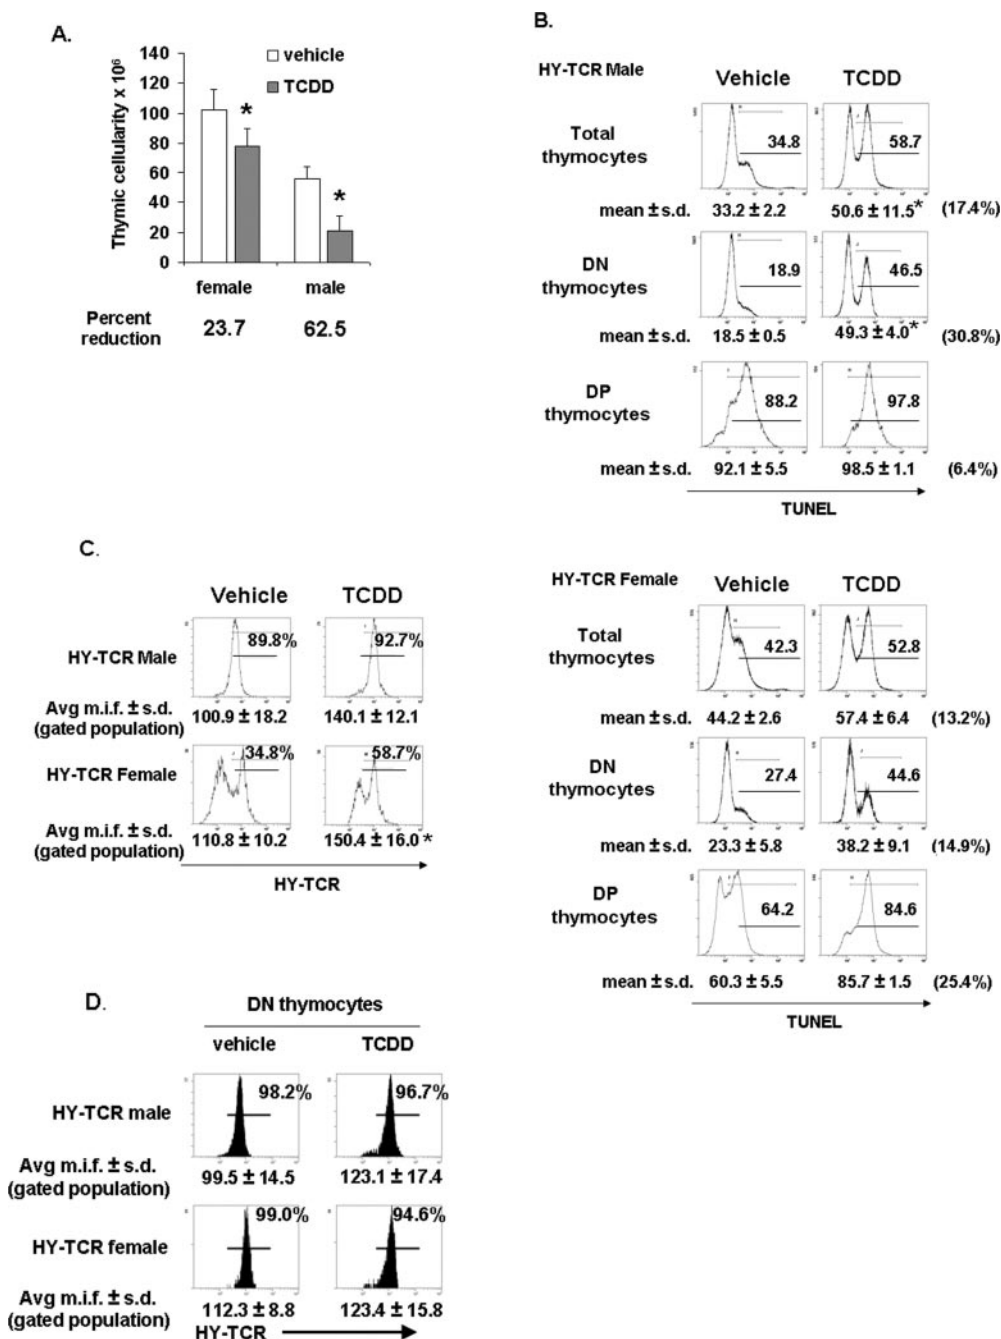 A.
140
120
100
80
60
40
20
0
Thymic cellularity x 10⁶
vehicle
TCDD
*
*
female male
Percent reduction 23.7 62.5
B.
HY-TCR Male Vehicle TCDD
Total thymocytes 34.8 58.7
mean ± s.d. 33.2 ± 2.2 50.6 ± 11.5* (17.4%)
DN thymocytes 18.9 46.5
mean ± s.d. 18.5 ± 0.5 49.3 ± 4.0* (30.8%)
DP thymocytes 88.2 97.8
mean ± s.d. 92.1 ± 5.5 98.5 ± 1.1 (6.4%)
TUNEL
HY-TCR Female Vehicle TCDD
Total thymocytes 42.3 52.8
mean ± s.d. 44.2 ± 2.6 57.4 ± 6.4 (13.2%)
DN thymocytes 27.4 44.6
mean ± s.d. 23.3 ± 5.8 38.2 ± 9.1 (14.9%)
DP thymocytes 64.2 84.6
mean ± s.d. 60.3 ± 5.5 85.7 ± 1.5 (25.4%)
TUNEL
C.
Vehicle TCDD
HY-TCR Male 89.8% 92.7%
Avg m.i.f. ± s.d.
(gated population) 100.9 ± 18.2 140.1 ± 12.1
HY-TCR Female 34.8% 58.7%
Avg m.i.f. ± s.d.
(gated population) 110.8 ± 10.2 150.4 ± 16.0 *
HY-TCR
D.
DN thymocytes
vehicle TCDD
HY-TCR male 98.2% 96.7%
Avg m.i.f. ± s.d.
(gated population) 99.5 ± 14.5 123.1 ± 17.4
HY-TCR female 99.0% 94.6%
Avg m.i.f. ± s.d.
(gated population) 112.3 ± 8.8 123.4 ± 15.8
HY-TCR